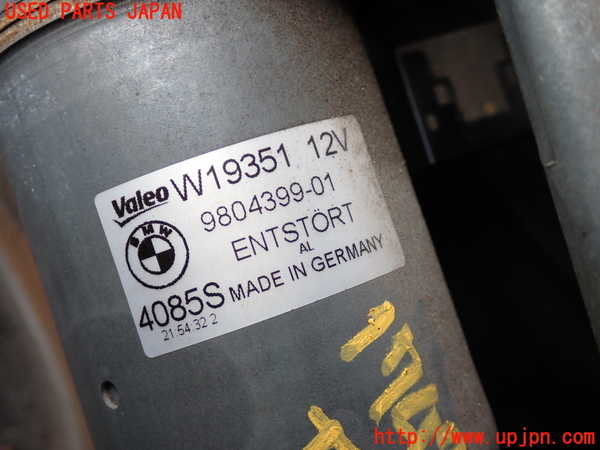 USED PARTS JAPAN
Valeo W19351 12V
BMW
9804399-01
ENTSTÖRT
AL
4085S MADE IN GERMANY
21:54:32 2
http://www.upjpn.com/